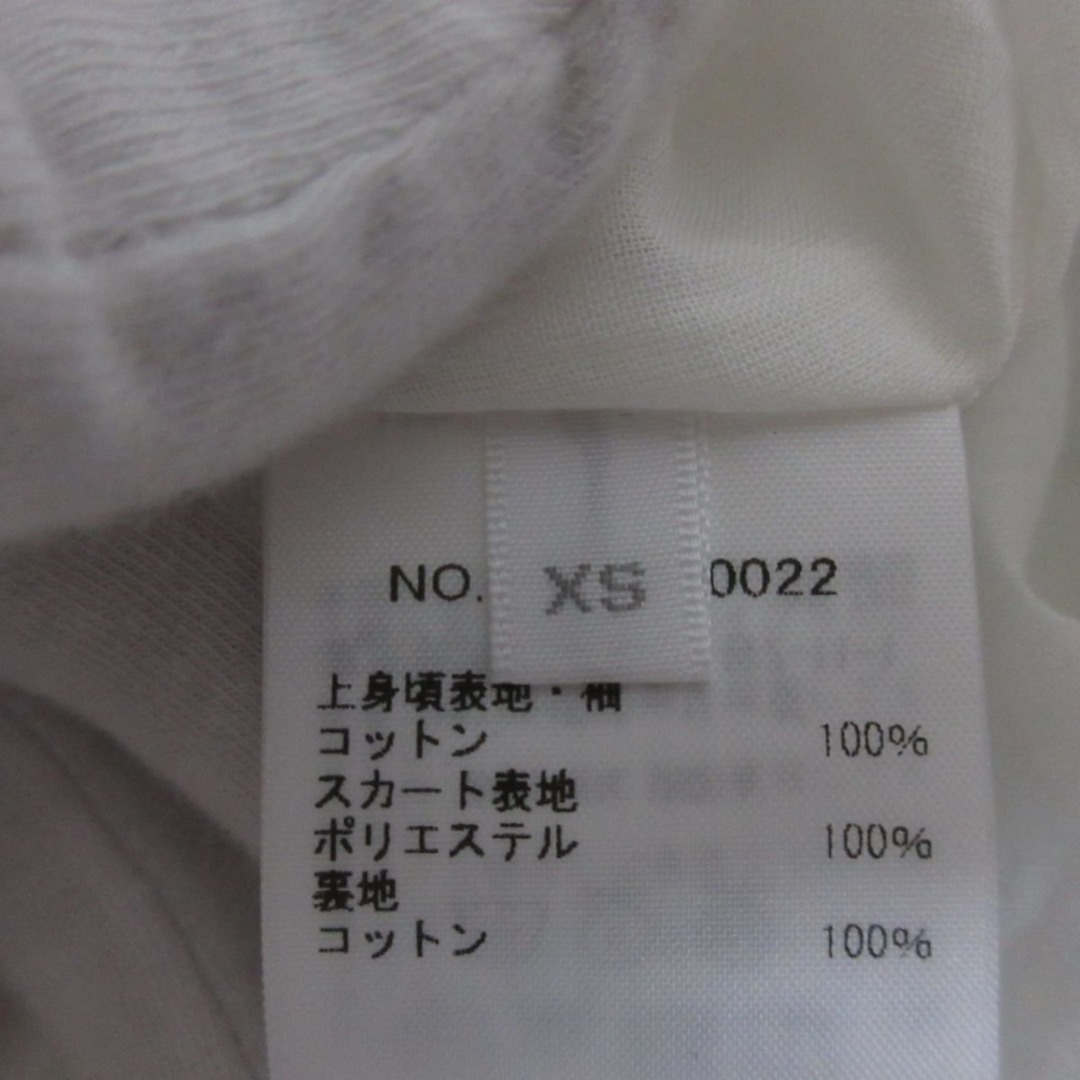 NO. 0022
XS
上身頃表地・袖
コットン 100%
スカート表地
ポリエステル 100%
裏地
コットン 100%